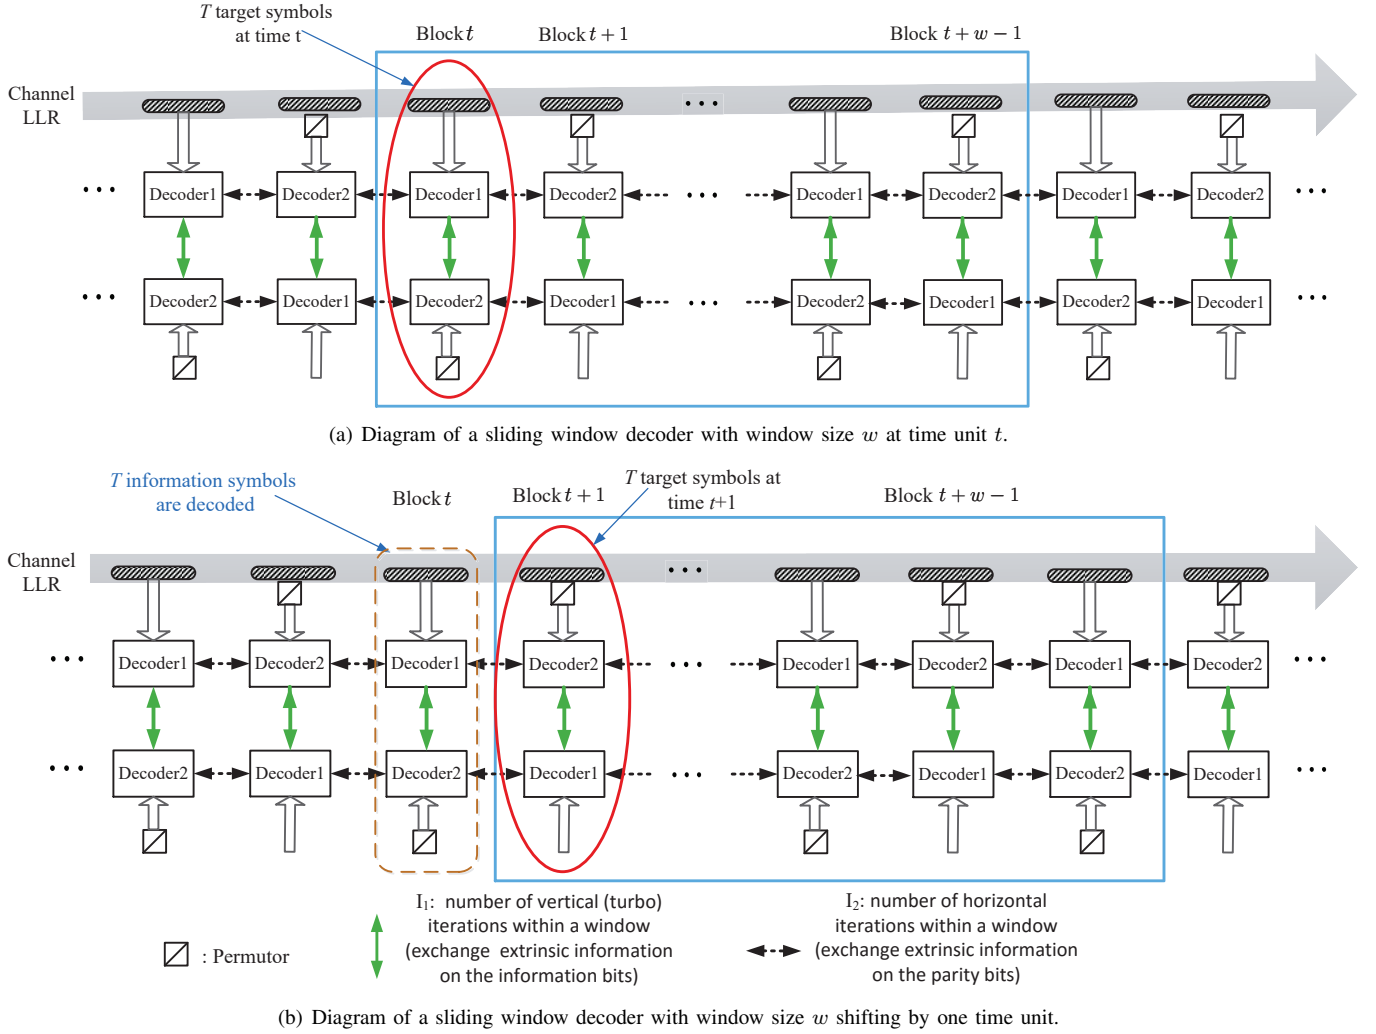 T target symbols
at time t
Block t
Block t + 1
Block t + w − 1
Channel
LLR
• • •
• • •
Decoder1
Decoder2
Decoder1
Decoder2
• • •
Decoder1
Decoder2
Decoder1
Decoder2
• • •
• • •
Decoder2
Decoder1
Decoder2
Decoder1
• • •
Decoder2
Decoder1
Decoder2
Decoder1
• • •
(a) Diagram of a sliding window decoder with window size w at time unit t.
T information symbols
are decoded
Block t
Block t + 1
T target symbols at
time t+1
Block t + w − 1
Channel
LLR
• • •
• • •
Decoder1
Decoder2
Decoder1
Decoder2
• • •
Decoder1
Decoder2
Decoder1
Decoder2
• • •
• • •
Decoder2
Decoder1
Decoder2
Decoder1
• • •
Decoder2
Decoder1
Decoder2
Decoder1
• • •
: Permutor
I₁: number of vertical (turbo)
iterations within a window
(exchange extrinsic information
on the information bits)
I₂: number of horizontal
iterations within a window
(exchange extrinsic information
on the parity bits)
(b) Diagram of a sliding window decoder with window size w shifting by one time unit.